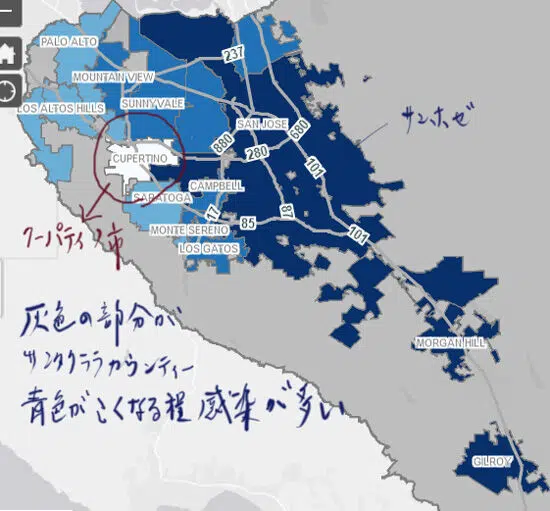 PALO ALTO
237
MOUNTAIN VIEW
LOS ALTOS HILLS
SUNNYVALE
SAN JOSE
サンホゼ
880
680
CUPERTINO
280
101
SARATOGA
CAMPBELL
17
85
87
クーパティノ市
MONTE SERENO
101
LOS GATOS
灰色の部分が
サンタクララカウンティー
青色がこくなる程感染が多い
MORGAN HILL
GILROY